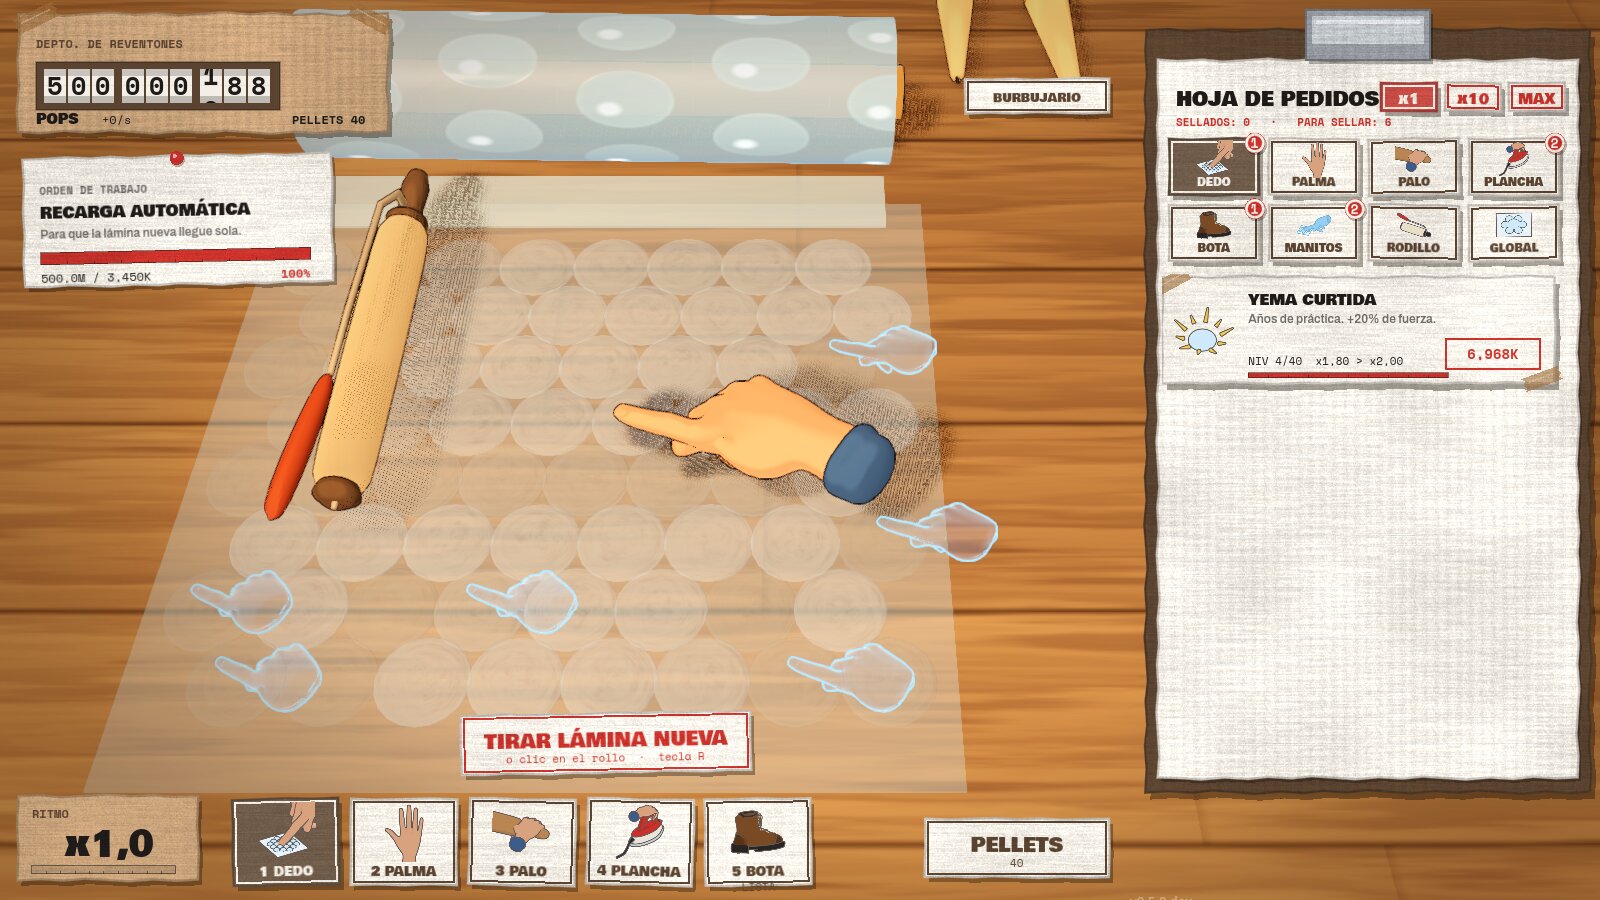 DEPTO. DE REVENTONES
500 000 188
POPS +0/s PELLETS 40
ORDEN DE TRABAJO
RECARGA AUTOMÁTICA
Para que la lámina nueva llegue sola.
500.0M / 3.450K 100%
BURBUJARIO
HOJA DE PEDIDOS x1 x10 MAX
SELLADOS: 0 · PARA SELLAR: 6
DEDO 1
PALMA
PALO
PLANCHA 2
BOTA 1
MANITOS 2
RODILLO
GLOBAL
YEMA CURTIDA
Años de práctica. +20% de fuerza.
NIV 4/40 x1,80 > x2,00
6.968K
TIRAR LÁMINA NUEVA
o clic en el rollo · tecla R
RITMO
x1,0
1 DEDO
2 PALMA
3 PALO
4 PLANCHA
5 BOTA
LISTA
PELLETS
40